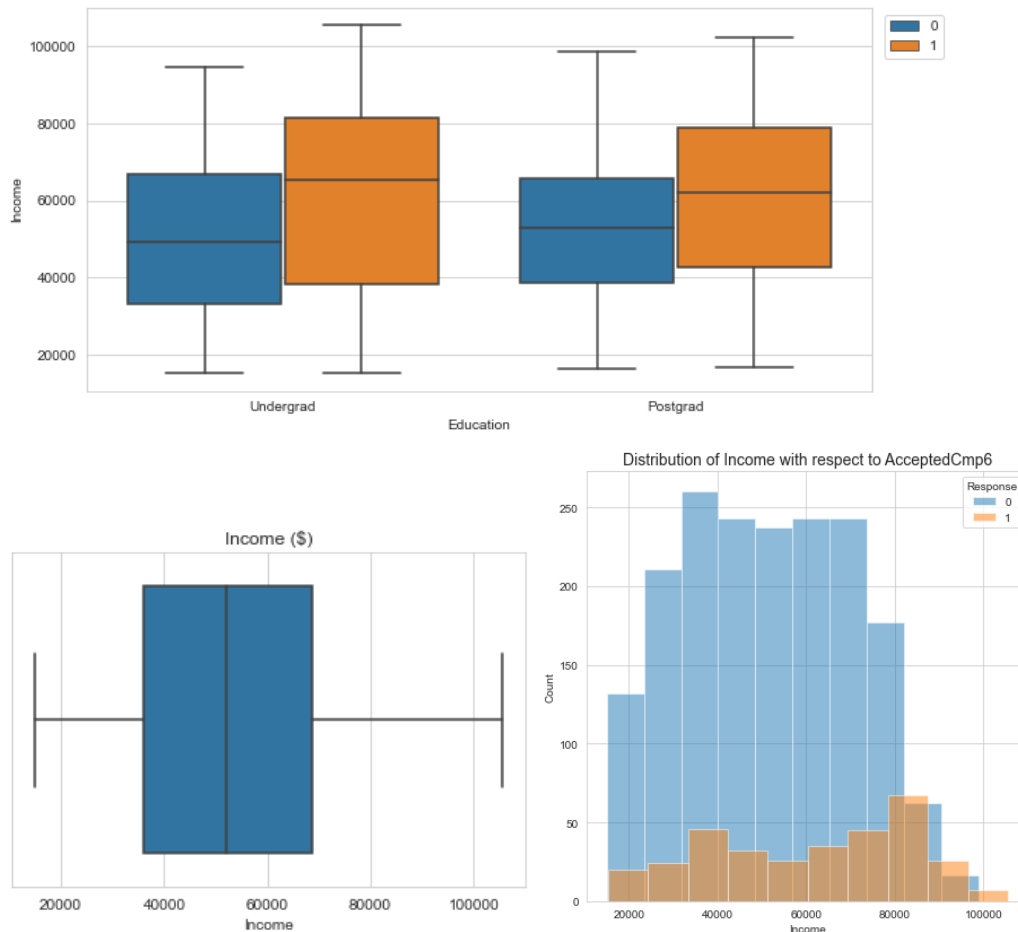 100000
80000
60000
40000
20000
Income
Undergrad
Postgrad
Education
0
1
Income ($)
20000
40000
60000
80000
100000
Income
Distribution of Income with respect to AcceptedCmp6
Response
0
1
250
200
150
100
50
0
Count
20000
40000
60000
80000
100000
Income